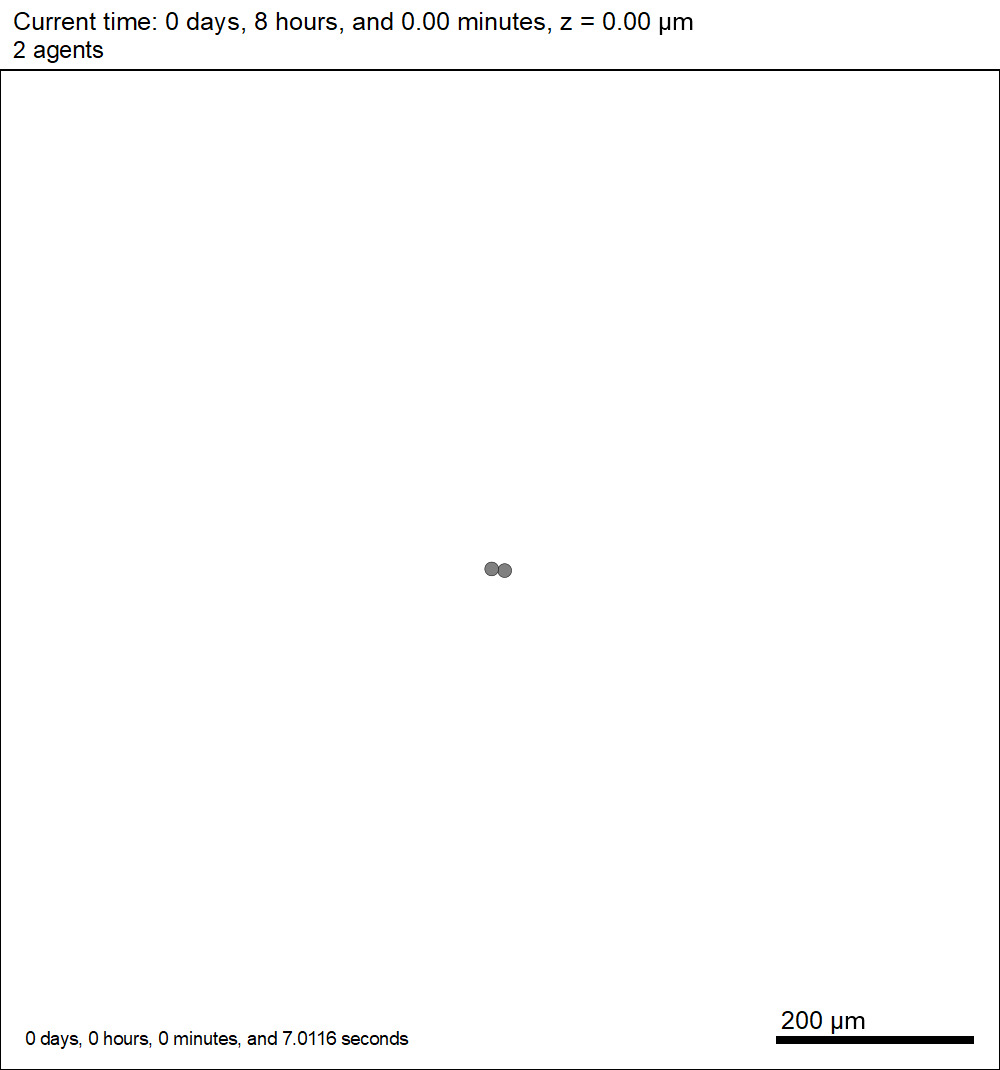 Current time: 0 days, 8 hours, and 0.00 minutes, z = 0.00 µm
2 agents
200 µm
0 days, 0 hours, 0 minutes, and 7.0116 seconds